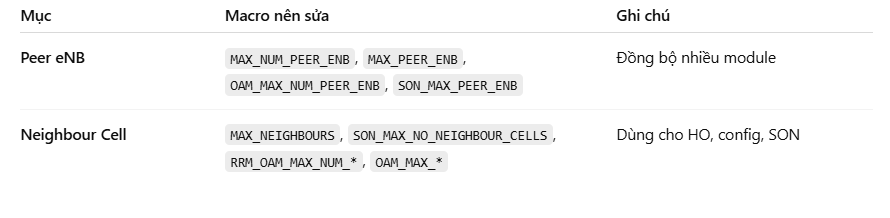 Mục Macro nên sửa Ghi chú
Peer eNB MAX_NUM_PEER_ENB, MAX_PEER_ENB, Đồng bộ nhiều module
OAM_MAX_NUM_PEER_ENB, SON_MAX_PEER_ENB
Neighbour Cell MAX_NEIGHBOURS, SON_MAX_NO_NEIGHBOUR_CELLS, Dùng cho HO, config, SON
RRM_OAM_MAX_NUM_*, OAM_MAX_*